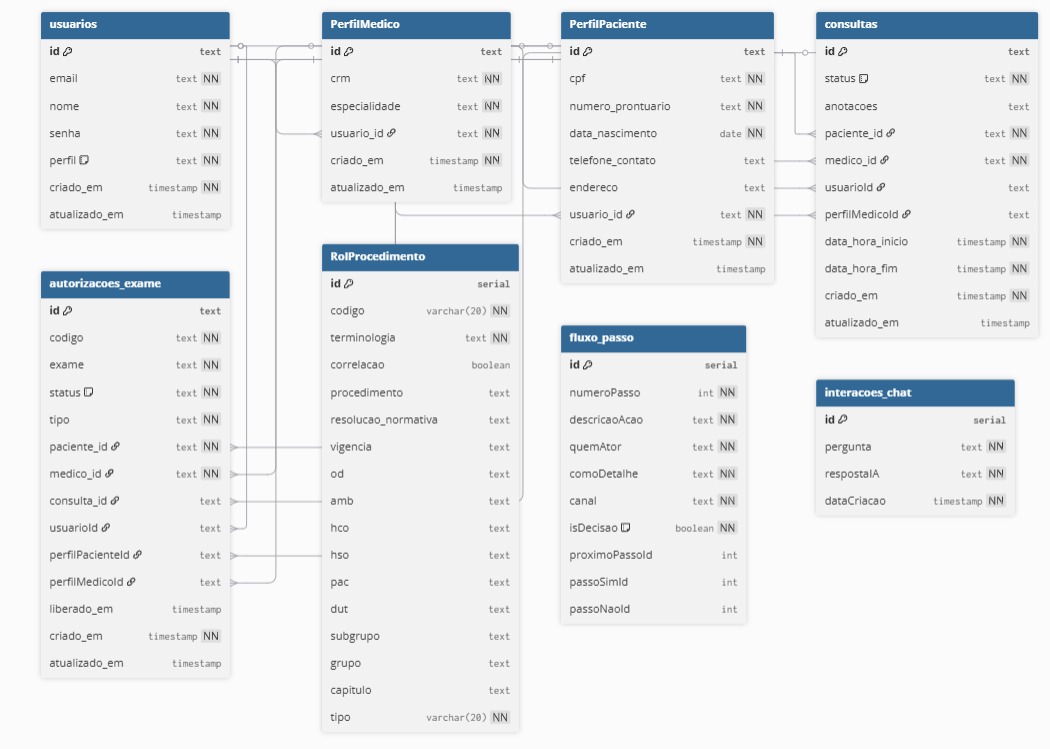 usuarios
id text
email text NN
nome text NN
senha text NN
perfil text NN
criado_em timestamp NN
atualizado_em timestamp
PerfilMedico
id text
crm text NN
especialidade text NN
usuario_id text NN
criado_em timestamp NN
atualizado_em timestamp
PerfilPaciente
id text
cpf text NN
numero_prontuario text NN
data_nascimento date NN
telefone_contato text
endereco text
usuario_id text NN
criado_em timestamp NN
atualizado_em timestamp
consultas
id text
status text NN
anotacoes text
paciente_id text NN
medico_id text NN
usuarioId text
perfilMedicoId text
data_hora_inicio timestamp NN
data_hora_fim timestamp NN
criado_em timestamp NN
atualizado_em timestamp
autorizacoes_exame
id text
codigo text NN
exame text NN
status text NN
tipo text NN
paciente_id text NN
medico_id text NN
consulta_id text
usuarioId text
perfilPacienteId text
perfilMedicoId text
liberado_em timestamp
criado_em timestamp NN
atualizado_em timestamp
RolProcedimento
id serial
codigo varchar(20) NN
terminologia text NN
correlacao boolean
procedimento text
resolucao_normativa text
vigencia text
od text
amb text
hco text
hso text
pac text
dut text
subgrupo text
grupo text
capitulo text
tipo varchar(20) NN
fluxo_passo
id serial
numeroPasso int NN
descricaoAcao text NN
quemAtor text NN
comoDetalhe text NN
canal text NN
isDecisao boolean NN
proximoPassoId int
passoSimId int
passoNaoId int
interacoes_chat
id serial
pergunta text NN
respostaIA text NN
dataCriacao timestamp NN